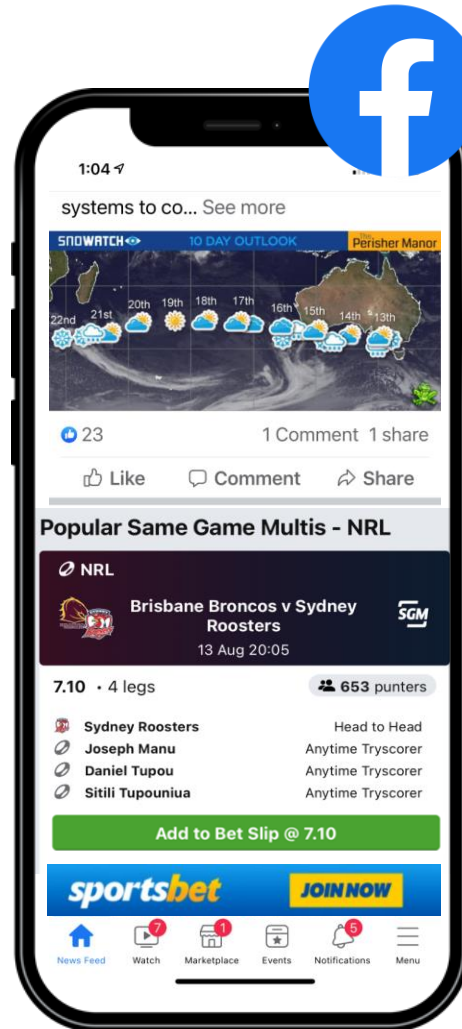 f
1:04
systems to co... See more
SNOWATCH 10 DAY OUTLOOK The Perisher Manor
22nd 21st 20th 19th 18th 17th 16th 15th 14th 13th
23 1 Comment 1 share
Like Comment Share
Popular Same Game Multis - NRL
NRL
Brisbane Broncos v Sydney
Roosters
SGM
13 Aug 20:05
7.10 • 4 legs 653 punters
Sydney Roosters Head to Head
Joseph Manu Anytime Tryscorer
Daniel Tupou Anytime Tryscorer
Sitili Tupouniua Anytime Tryscorer
Add to Bet Slip @ 7.10
sportsbet JOIN NOW
7 1 5
News Feed Watch Marketplace Events Notifications Menu